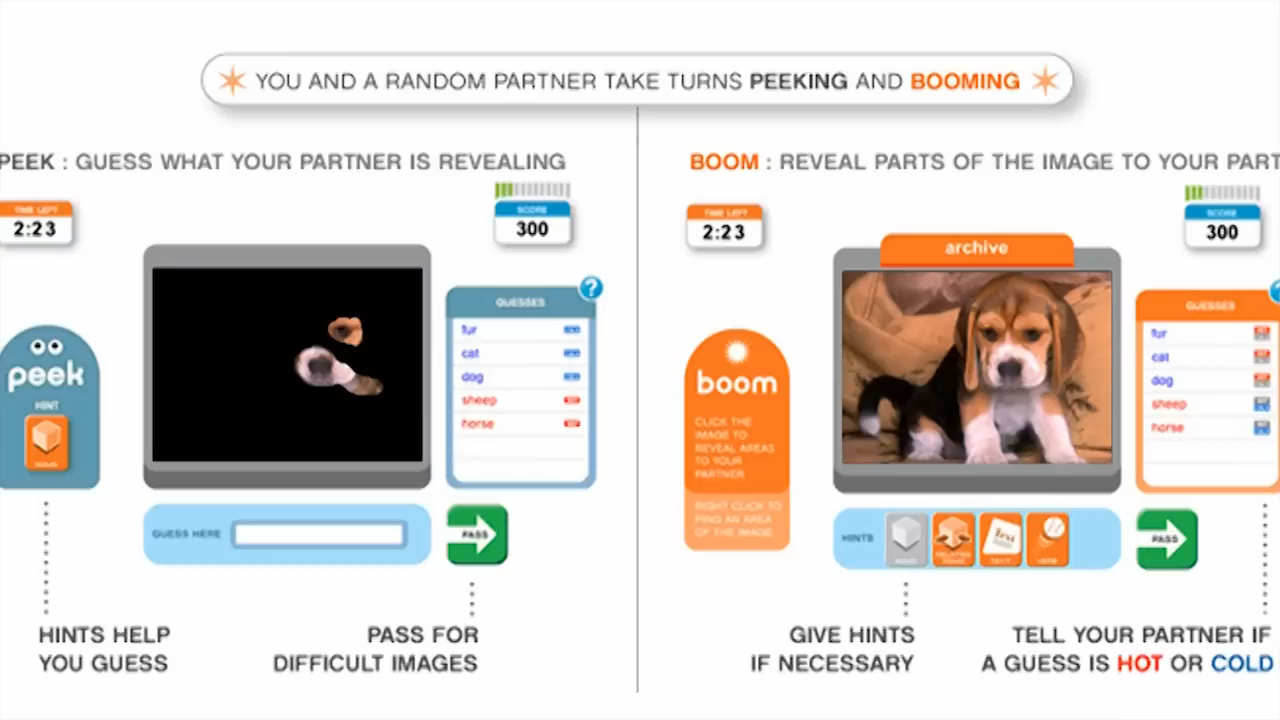 YOU AND A RANDOM PARTNER TAKE TURNS PEEKING AND BOOMING
PEEK : GUESS WHAT YOUR PARTNER IS REVEALING
TIME LEFT
2:23
SCORE
300
peek
HINT
GUESSES
?
fur
cat
dog
sheep
horse
GUESS HERE
PASS
HINTS HELP
YOU GUESS
PASS FOR
DIFFICULT IMAGES
BOOM : REVEAL PARTS OF THE IMAGE TO YOUR PART
TIME LEFT
2:23
SCORE
300
archive
boom
CLICK THE
IMAGE TO
REVEAL AREAS
TO YOUR
PARTNER
RIGHT CLICK TO
PING AN AREA
OF THE IMAGE
GUESSES
fur
cat
dog
sheep
horse
HINTS
TEXT
PASS
GIVE HINTS
IF NECESSARY
TELL YOUR PARTNER IF
A GUESS IS HOT OR COLD